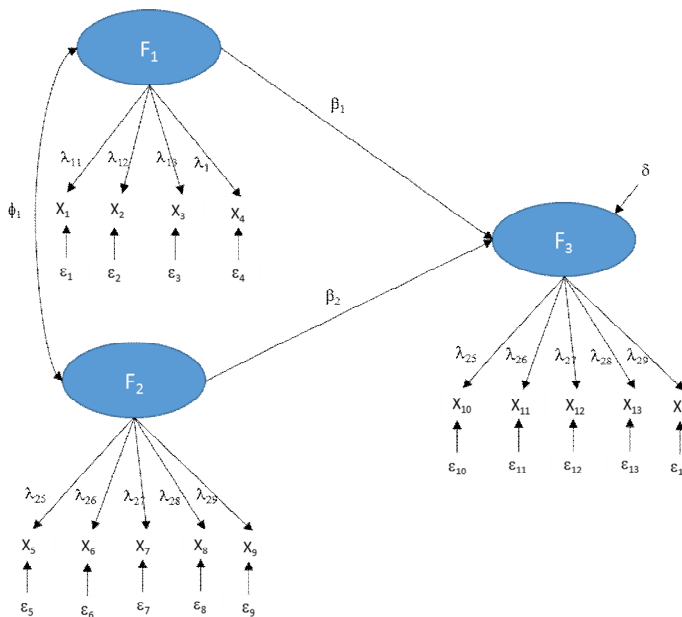 F₁
β₁
λ₁₁ λ₁₂ λ₁₃ λ₁
δ
ϕ₁
X₁ X₂ X₃ X₄
F₃
ε₁ ε₂ ε₃ ε₄
β₂
λ₂₅ λ₂₆ λ₂₇ λ₂₈ λ₂₉
F₂
X₁₀ X₁₁ X₁₂ X₁₃ X
ε₁₀ ε₁₁ ε₁₂ ε₁₃ ε₁
λ₂₅ λ₂₆ λ₂₇ λ₂₈ λ₂₉
X₅ X₆ X₇ X₈ X₉
ε₅ ε₆ ε₇ ε₈ ε₉